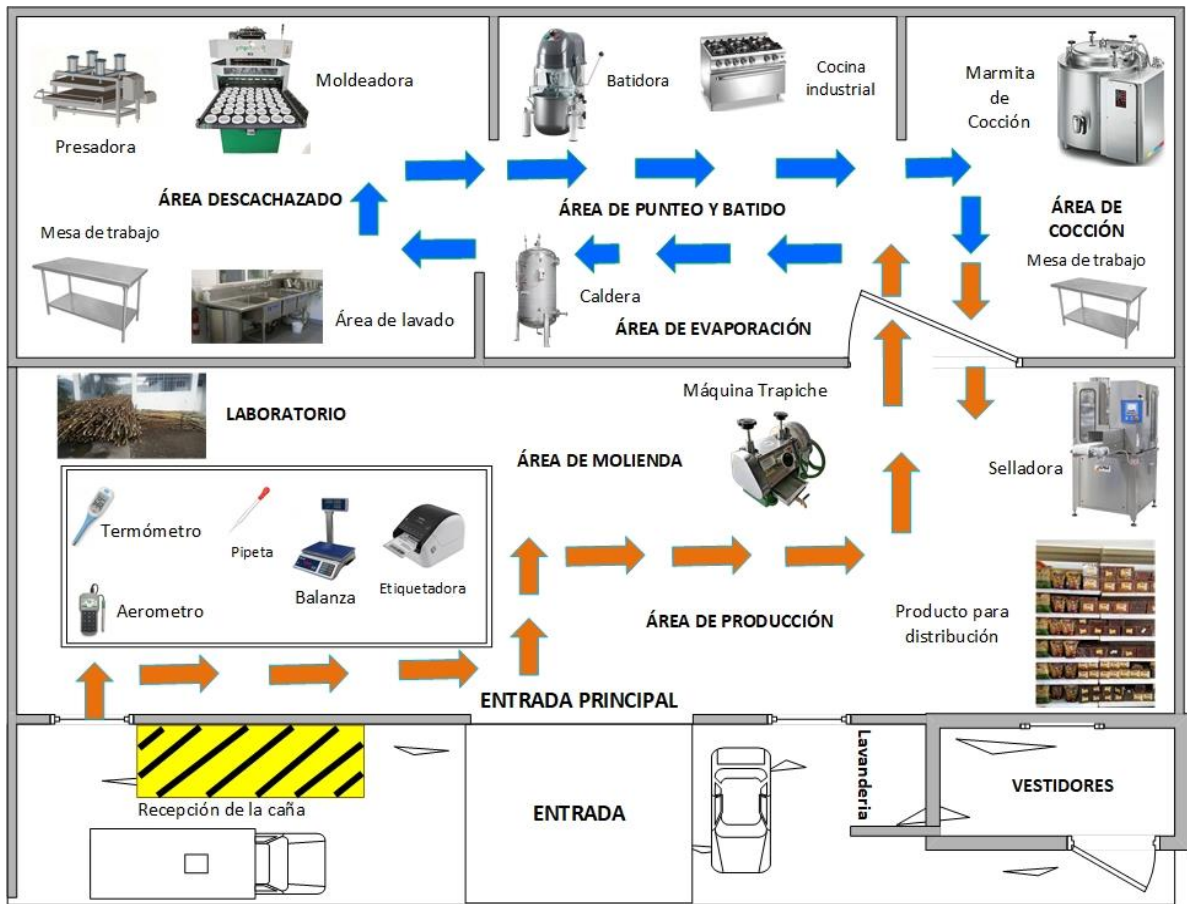 Presadora
Moldeadora
Batidora
Cocina
industrial
Marmita
de
Cocción
ÁREA DESCACHAZADO
ÁREA DE PUNTEO Y BATIDO
ÁREA DE
COCCIÓN
Mesa de trabajo
Área de lavado
Caldera
ÁREA DE EVAPORACIÓN
Mesa de trabajo
LABORATORIO
Máquina Trapiche
ÁREA DE MOLIENDA
Selladora
Termómetro
Pipeta
Balanza
Etiquetadora
Aerometro
ÁREA DE PRODUCCIÓN
Producto para
distribución
ENTRADA PRINCIPAL
Recepción de la caña
ENTRADA
Lavanderia
VESTIDORES